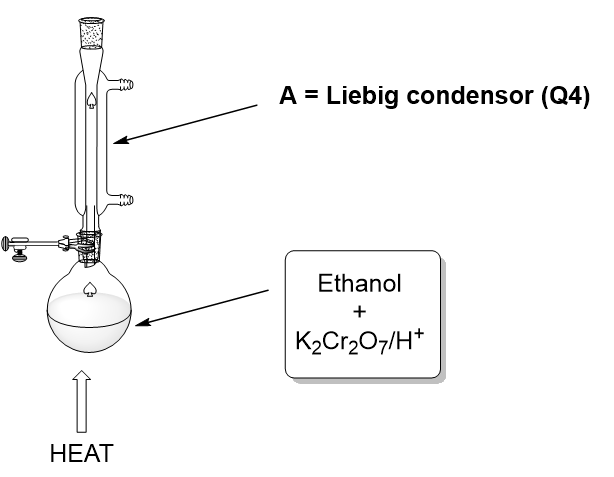 A = Liebig condensor (Q4)
Ethanol
+
K₂Cr₂O₇/H⁺
HEAT